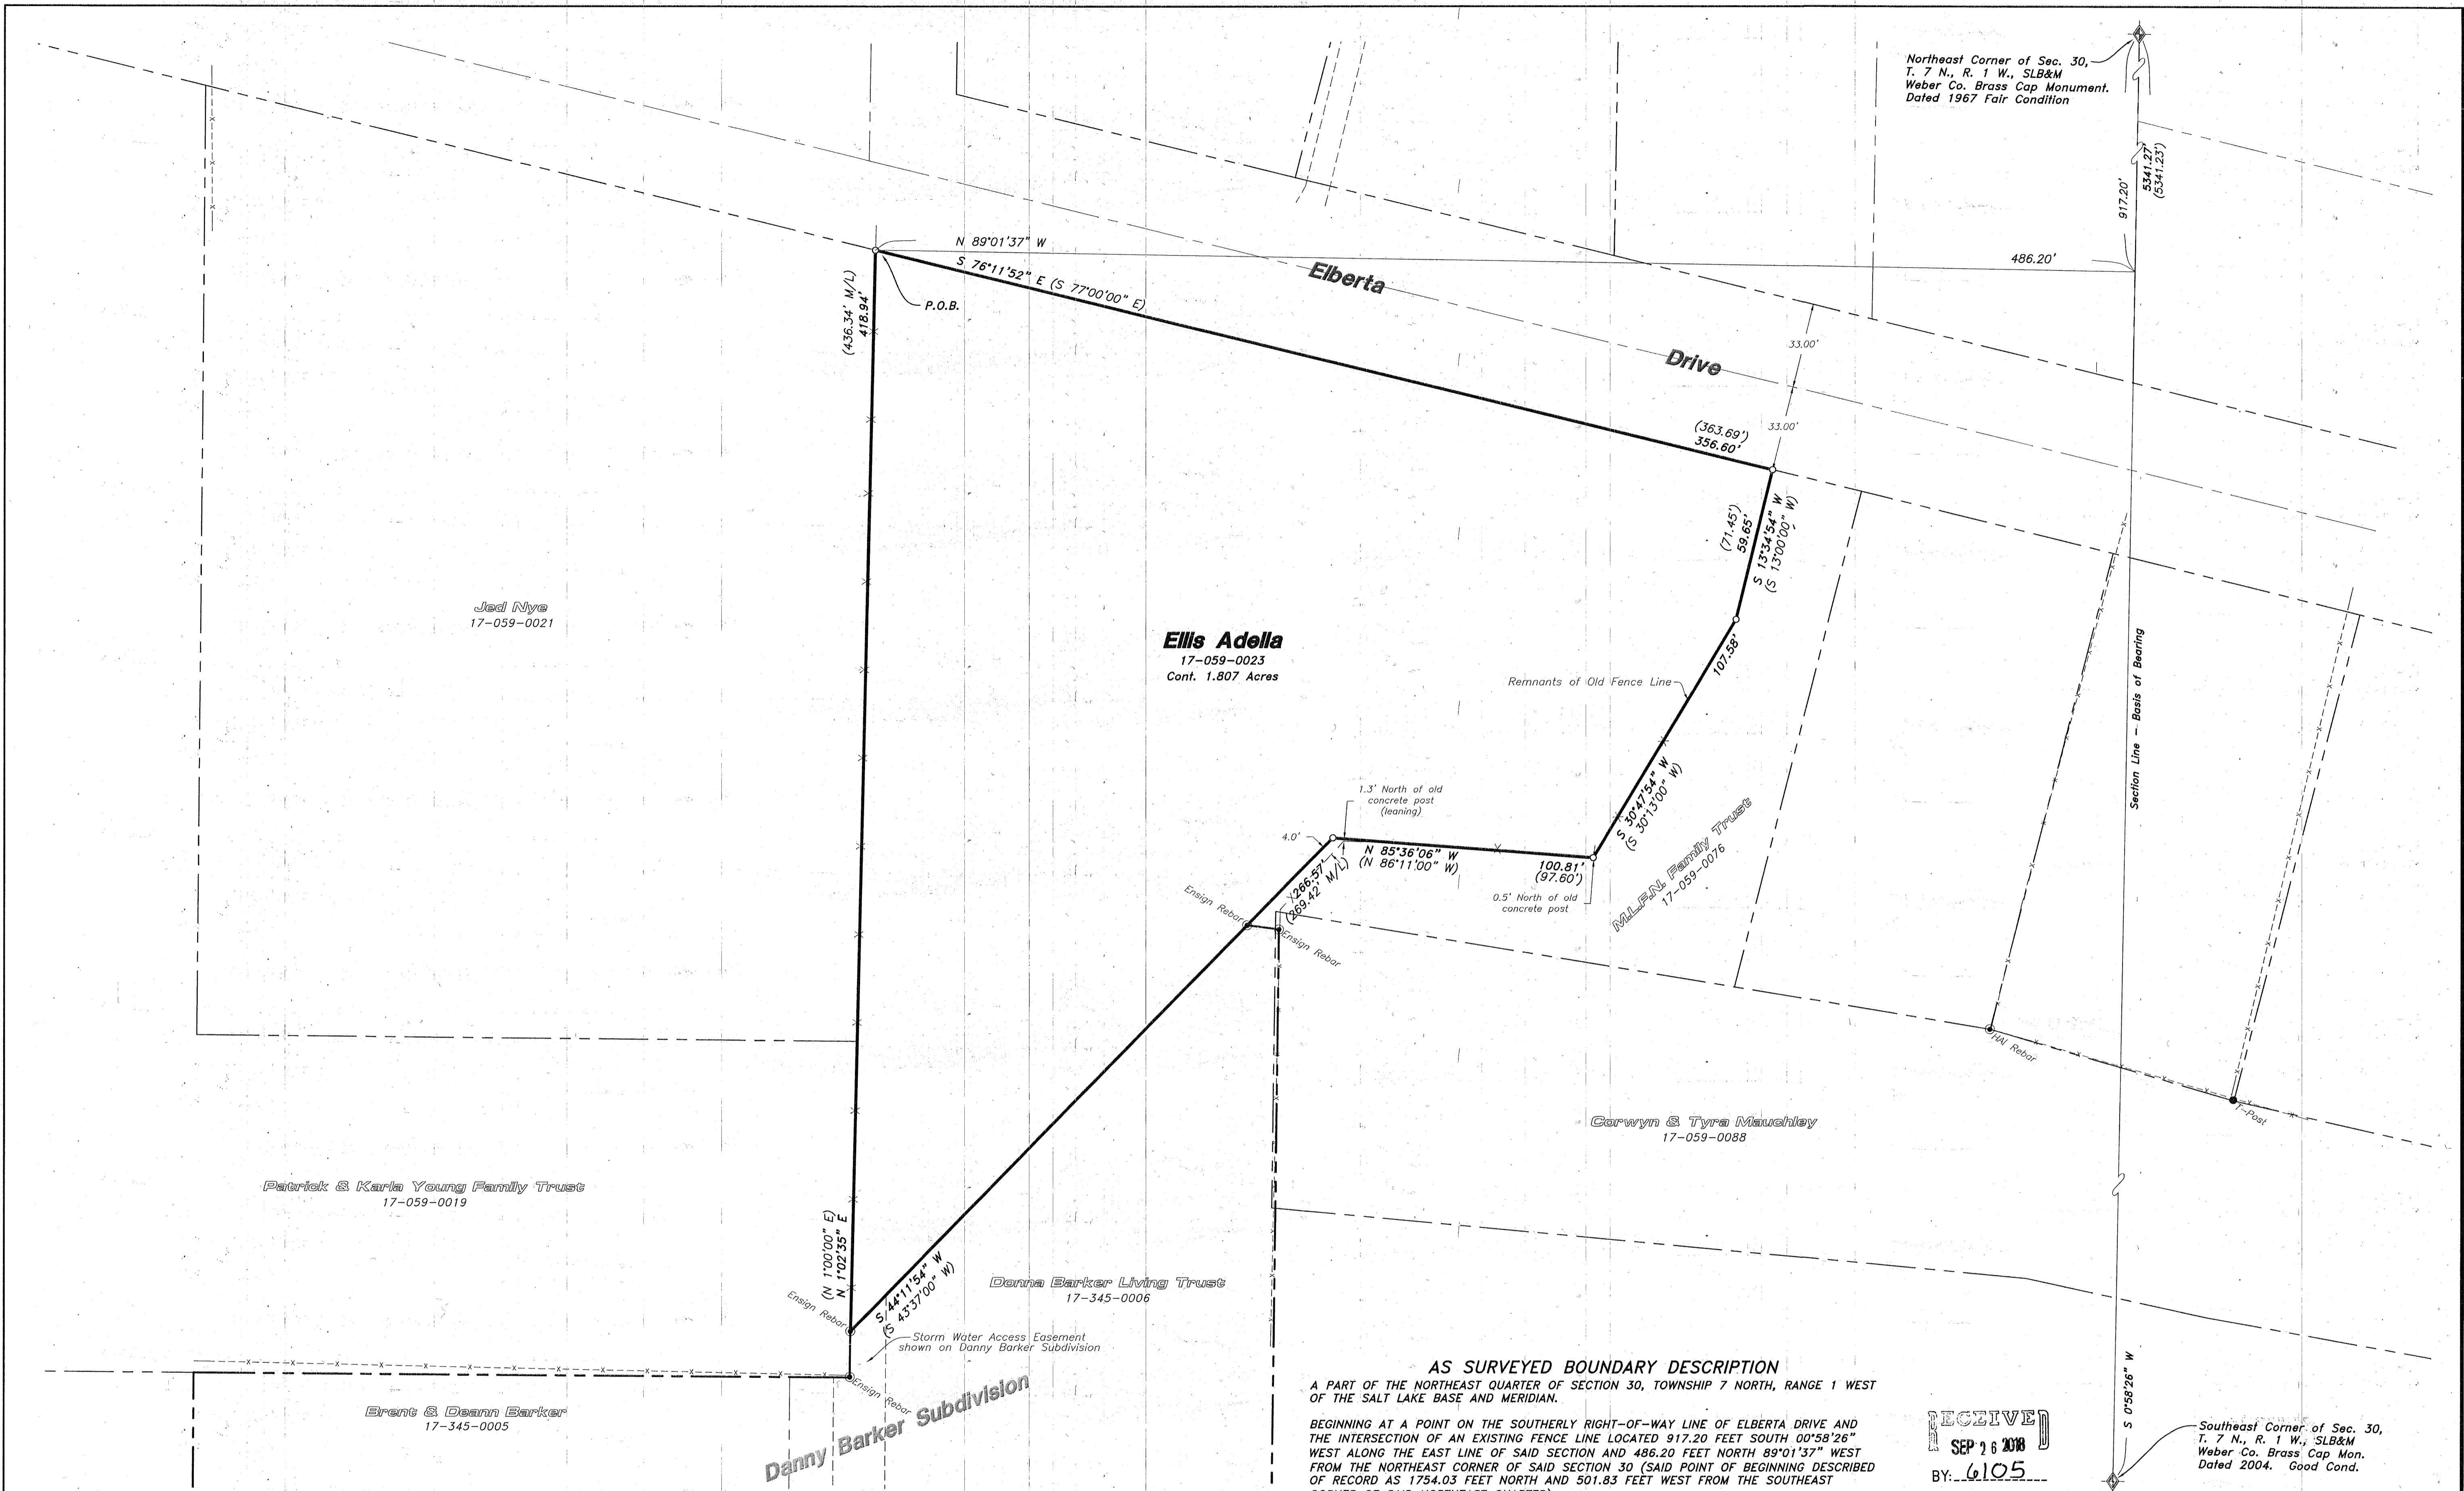 Northeast Corner of Sec. 30,
T. 7 N., R. 1 W., SLB&M
Weber Co. Brass Cap Monument.
Dated 1967 Fair Condition
917.20'
5341.27'
(5341.23')
N 89°01'37" W
486.20'
S 76°11'52" E (S 77°00'00" E)
P.O.B.
(436.34' M/L)
418.94'
Elberta
Drive
33.00'
33.00'
(363.69')
356.60'
(71.45')
59.65'
S 13°34'54" W
(S 13°00'00" W)
Jed Nye
17-059-0021
Ellis Adella
17-059-0023
Cont. 1.807 Acres
Remnants of Old Fence Line
107.58'
S 30°47'54" W
(S 30°13'00" W)
Section Line - Basis of Bearing
1.3' North of old
concrete post
(leaning)
4.0'
N 85°36'06" W
(N 86°11'00" W)
100.81'
(97.60')
0.5' North of old
concrete post
266.57'
(269.42' M/L)
Ensign Rebar
Ensign Rebar
M.L.F.N. Family Trust
17-059-0076
HAI Rebar
T-Post
Corwyn & Tyra Mauchley
17-059-0088
Patrick & Karla Young Family Trust
17-059-0019
(N 1°00'00" E)
N 1°02'35" E
S 44°11'54" W
(S 43°37'00" W)
Donna Barker Living Trust
17-345-0006
Ensign Rebar
Storm Water Access Easement
shown on Danny Barker Subdivision
Ensign Rebar
Brent & Deann Barker
17-345-0005
Danny Barker Subdivision
AS SURVEYED BOUNDARY DESCRIPTION
A PART OF THE NORTHEAST QUARTER OF SECTION 30, TOWNSHIP 7 NORTH, RANGE 1 WEST
OF THE SALT LAKE BASE AND MERIDIAN.
BEGINNING AT A POINT ON THE SOUTHERLY RIGHT-OF-WAY LINE OF ELBERTA DRIVE AND
THE INTERSECTION OF AN EXISTING FENCE LINE LOCATED 917.20 FEET SOUTH 00°58'26"
WEST ALONG THE EAST LINE OF SAID SECTION AND 486.20 FEET NORTH 89°01'37" WEST
FROM THE NORTHEAST CORNER OF SAID SECTION 30 (SAID POINT OF BEGINNING DESCRIBED
OF RECORD AS 1754.03 FEET NORTH AND 501.83 FEET WEST FROM THE SOUTHEAST
CORNER OF SAID NORTHEAST QUARTER)
RECEIVED
SEP 26 2018
BY: 6105
S 0°58'26" W
Southeast Corner of Sec. 30,
T. 7 N., R. 1 W., SLB&M
Weber Co. Brass Cap Mon.
Dated 2004. Good Cond.